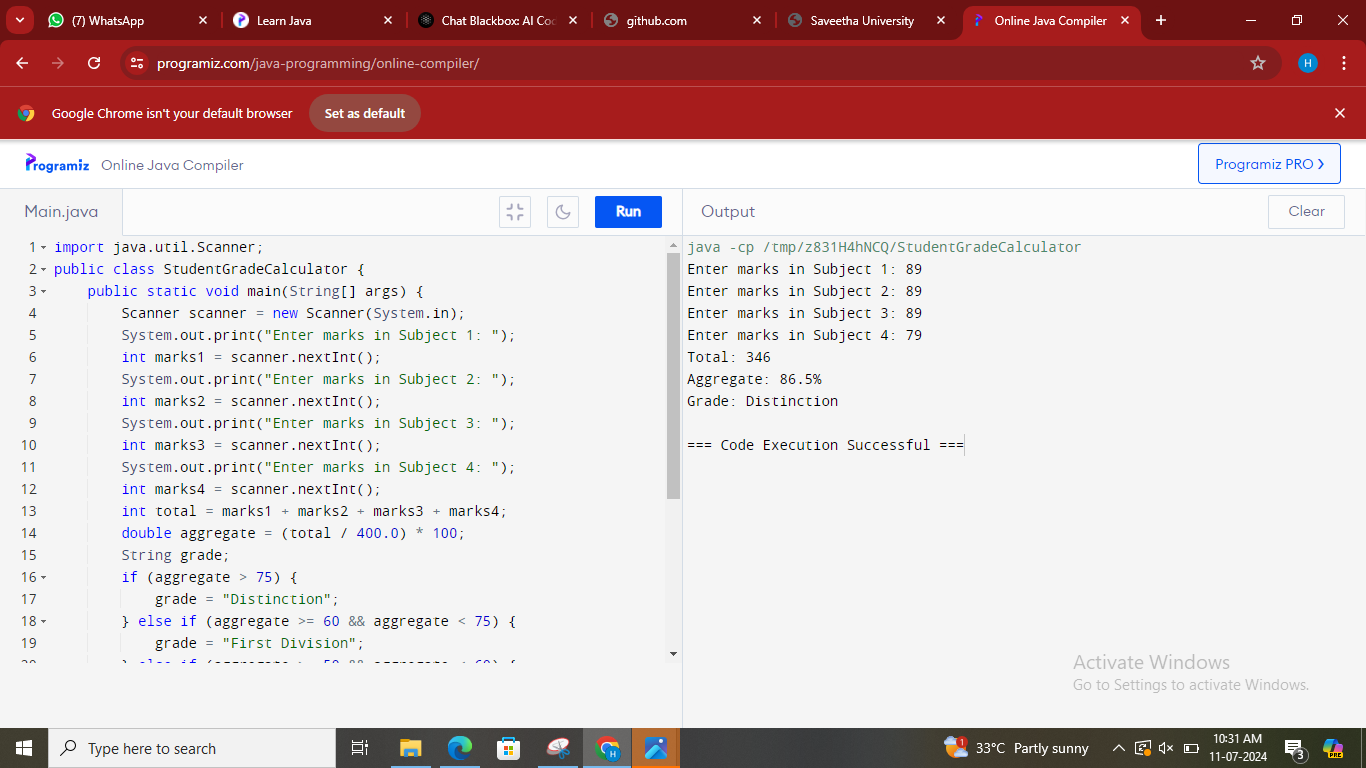 (7) WhatsApp
Learn Java
Chat Blackbox: AI Co
github.com
Saveetha University
Online Java Compiler
programiz.com/java-programming/online-compiler/
H
Google Chrome isn't your default browser
Set as default
Programiz Online Java Compiler
Programiz PRO
Main.java
Run
Output
Clear
1 import java.util.Scanner;
2 public class StudentGradeCalculator {
3 public static void main(String[] args) {
4 Scanner scanner = new Scanner(System.in);
5 System.out.print("Enter marks in Subject 1: ");
6 int marks1 = scanner.nextInt();
7 System.out.print("Enter marks in Subject 2: ");
8 int marks2 = scanner.nextInt();
9 System.out.print("Enter marks in Subject 3: ");
10 int marks3 = scanner.nextInt();
11 System.out.print("Enter marks in Subject 4: ");
12 int marks4 = scanner.nextInt();
13 int total = marks1 + marks2 + marks3 + marks4;
14 double aggregate = (total / 400.0) * 100;
15 String grade;
16 if (aggregate > 75) {
17 grade = "Distinction";
18 } else if (aggregate >= 60 && aggregate < 75) {
19 grade = "First Division";
java -cp /tmp/z831H4hNCQ/StudentGradeCalculator
Enter marks in Subject 1: 89
Enter marks in Subject 2: 89
Enter marks in Subject 3: 89
Enter marks in Subject 4: 79
Total: 346
Aggregate: 86.5%
Grade: Distinction
=== Code Execution Successful ===
Activate Windows
Go to Settings to activate Windows.
Type here to search
H
1
33°C Partly sunny
10:31 AM
11-07-2024
3
PRE